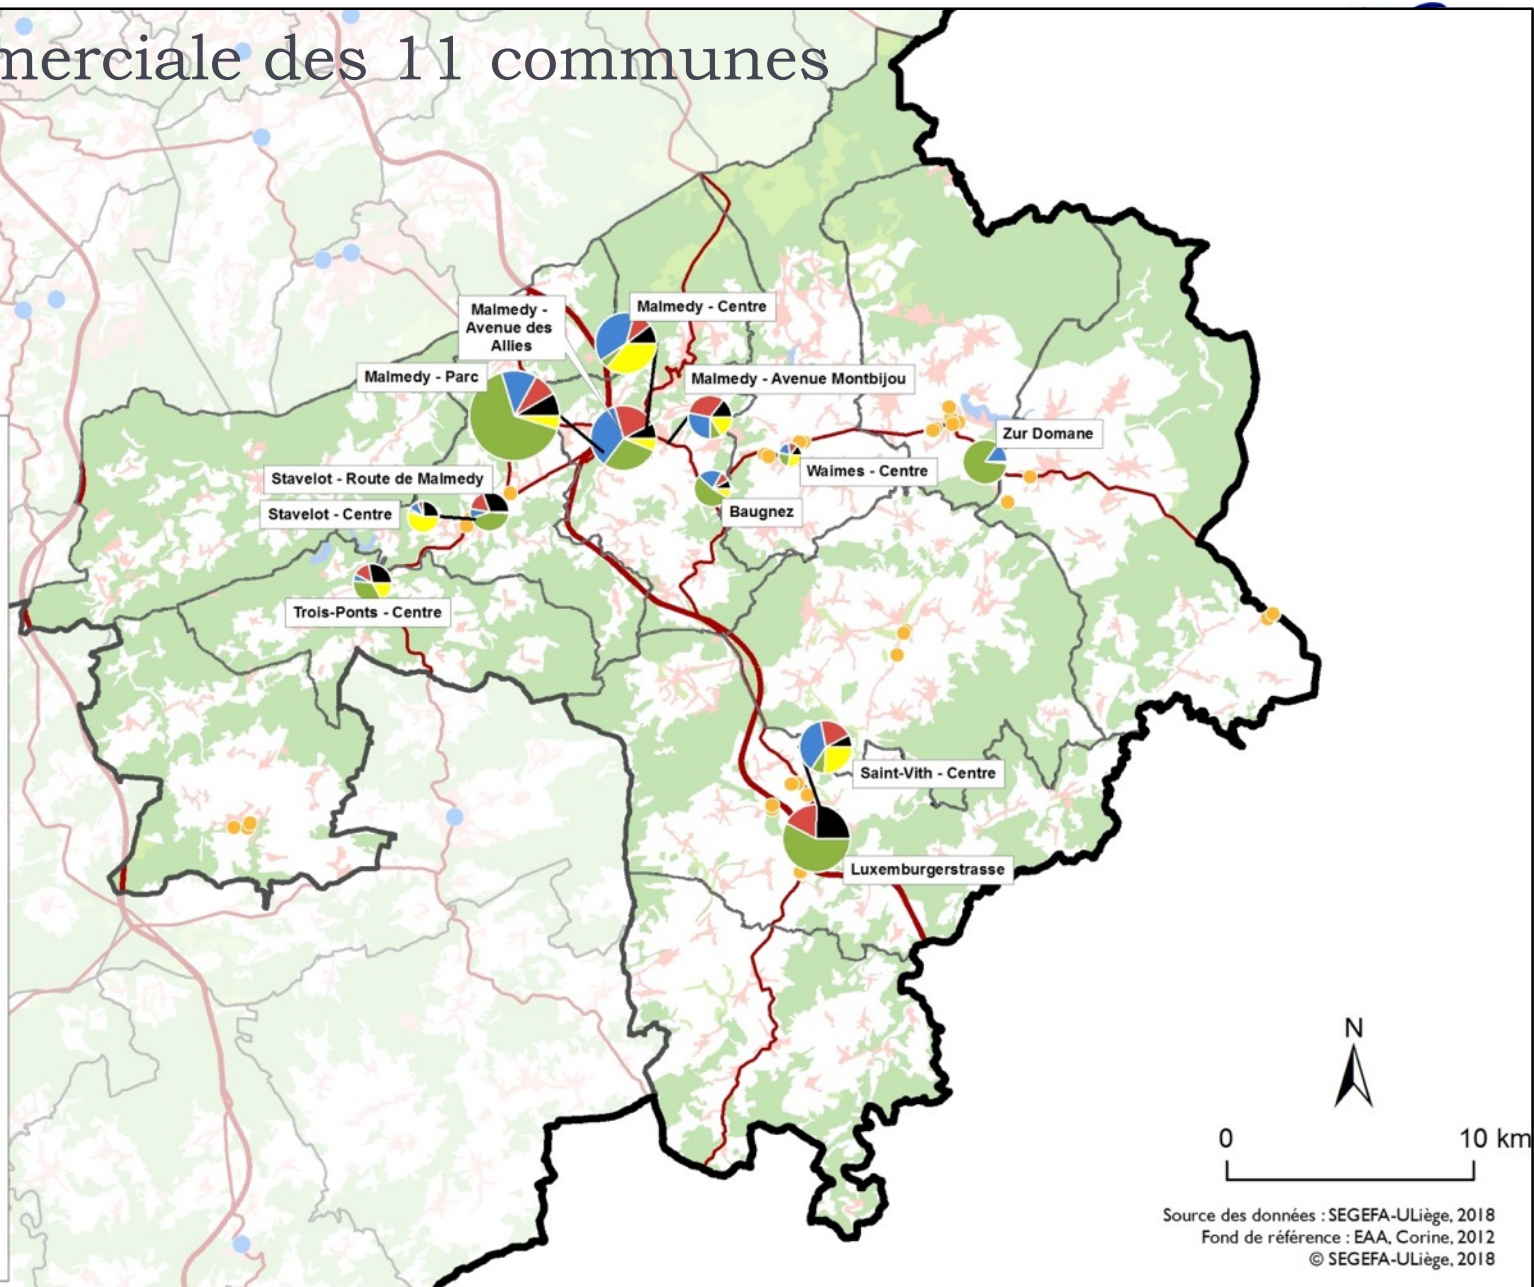 merciale des 11 communes
Malmedy -
Avenue des
Allies
Malmedy - Centre
Malmedy - Parc
Malmedy - Avenue Montbijou
Zur Domane
Waimes - Centre
Stavelot - Route de Malmedy
Stavelot - Centre
Baugnez
Trois-Ponts - Centre
Saint-Vith - Centre
Luxemburgerstrasse
N
0 10 km
Source des données : SEGEFA-ULiège, 2018
Fond de référence : EAA, Corine, 2012
© SEGEFA-ULiège, 2018